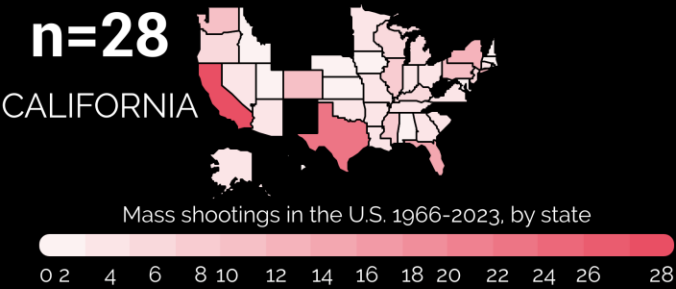 n=28
CALIFORNIA
Mass shootings in the U.S. 1966-2023, by state
0 2 4 6 8 10 12 14 16 18 20 22 24 26 28